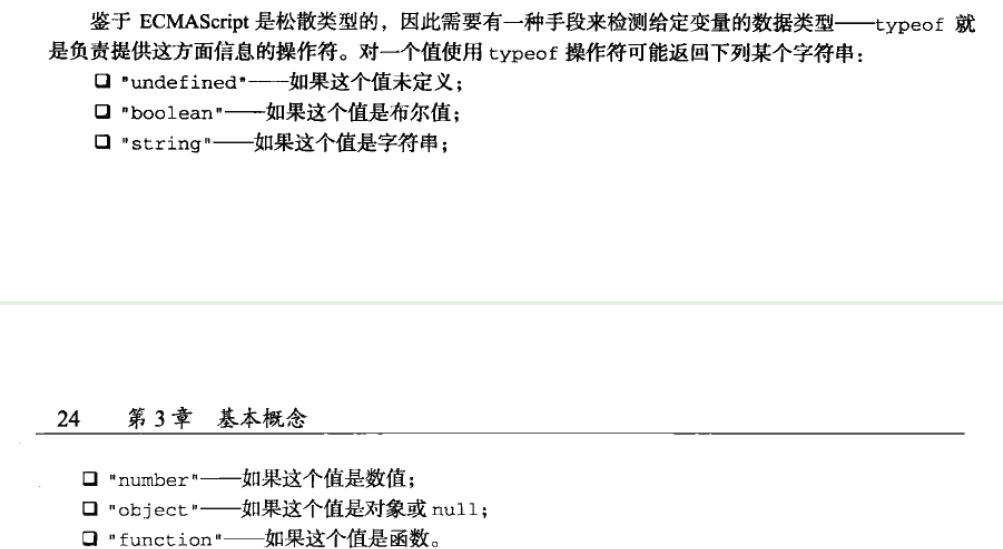 鉴于 ECMAScript 是松散类型的，因此需要有一种手段来检测给定变量的数据类型——typeof 就
是负责提供这方面信息的操作符。对一个值使用 typeof 操作符可能返回下列某个字符串：
❑ "undefined"——如果这个值未定义；
❑ "boolean"——如果这个值是布尔值；
❑ "string"——如果这个值是字符串；
24 第 3 章 基本概念
❑ "number"——如果这个值是数值；
❑ "object"——如果这个值是对象或 null；
❑ "function"——如果这个值是函数。